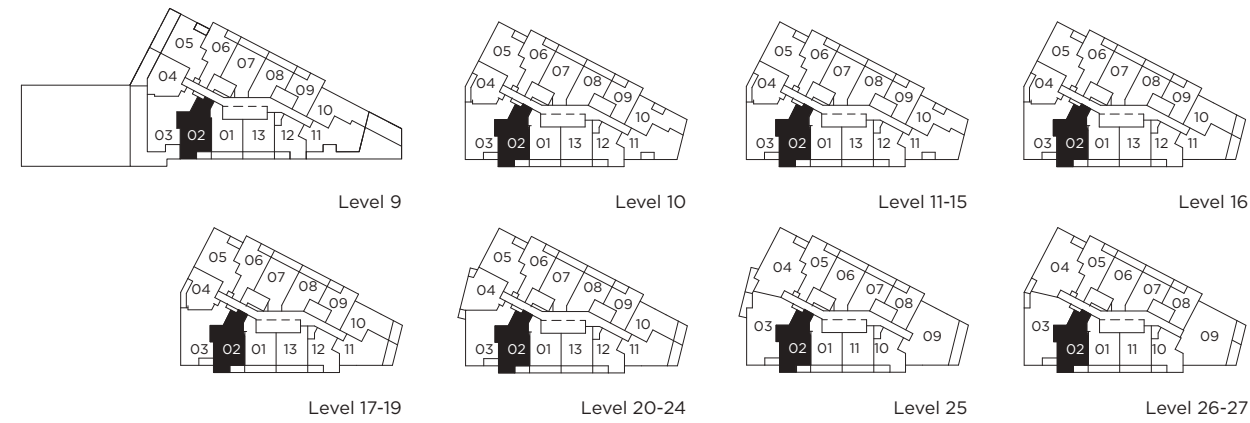 05 06 07 08 09 10
04
03 02 01 13 12 11
Level 9
05 06 07 08 09 10
04
03 02 01 13 12 11
Level 10
05 06 07 08 09 10
04
03 02 01 13 12 11
Level 11-15
05 06 07 08 09 10
04
03 02 01 13 12 11
Level 16
05 06 07 08 09 10
04
03 02 01 13 12 11
Level 17-19
05 06 07 08 09 10
04
03 02 01 13 12 11
Level 20-24
04 05 06 07 08 09
03 02 01 11 10
Level 25
04 05 06 07 08 09
03 02 01 11 10
Level 26-27